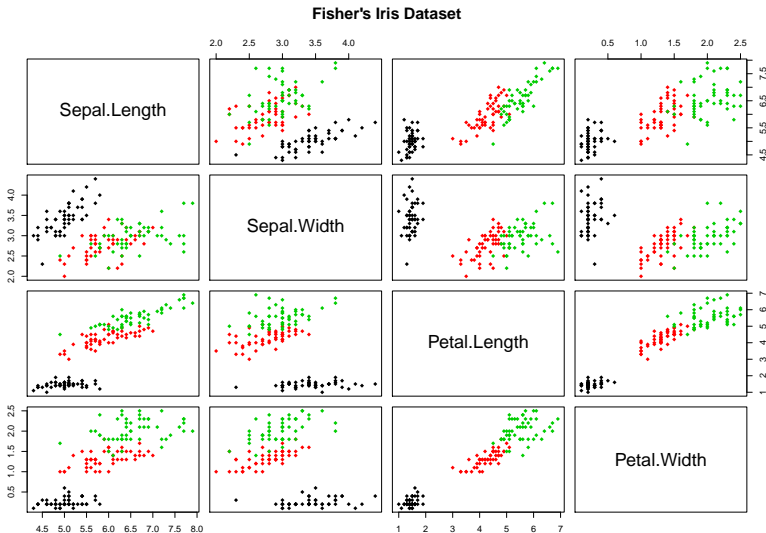 Fisher's Iris Dataset
2.0 2.5 3.0 3.5 4.0
0.5 1.0 1.5 2.0 2.5
Sepal.Length
4.5 5.5 6.5 7.5
2.0 2.5 3.0 3.5 4.0
Sepal.Width
Petal.Length
1 2 3 4 5 6 7
0.5 1.0 1.5 2.0 2.5
Petal.Width
4.5 5.0 5.5 6.0 6.5 7.0 7.5 8.0
1 2 3 4 5 6 7